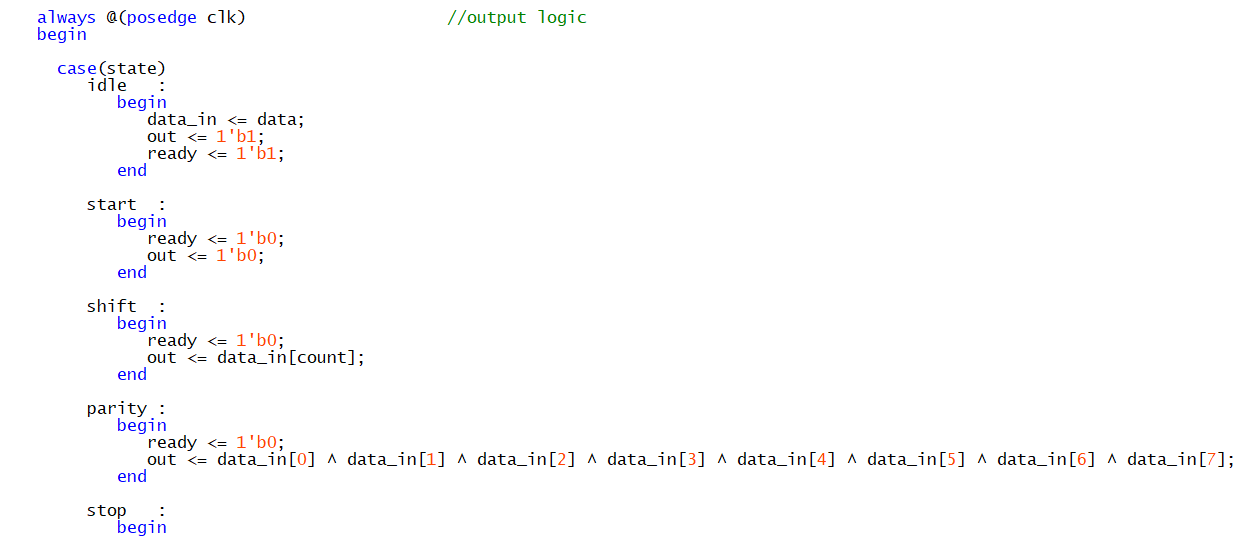 always @(posedge clk) //output logic
begin
case(state)
idle :
begin
data_in <= data;
out <= 1'b1;
ready <= 1'b1;
end
start :
begin
ready <= 1'b0;
out <= 1'b0;
end
shift :
begin
ready <= 1'b0;
out <= data_in[count];
end
parity :
begin
ready <= 1'b0;
out <= data_in[0] ^ data_in[1] ^ data_in[2] ^ data_in[3] ^ data_in[4] ^ data_in[5] ^ data_in[6] ^ data_in[7];
end
stop :
begin